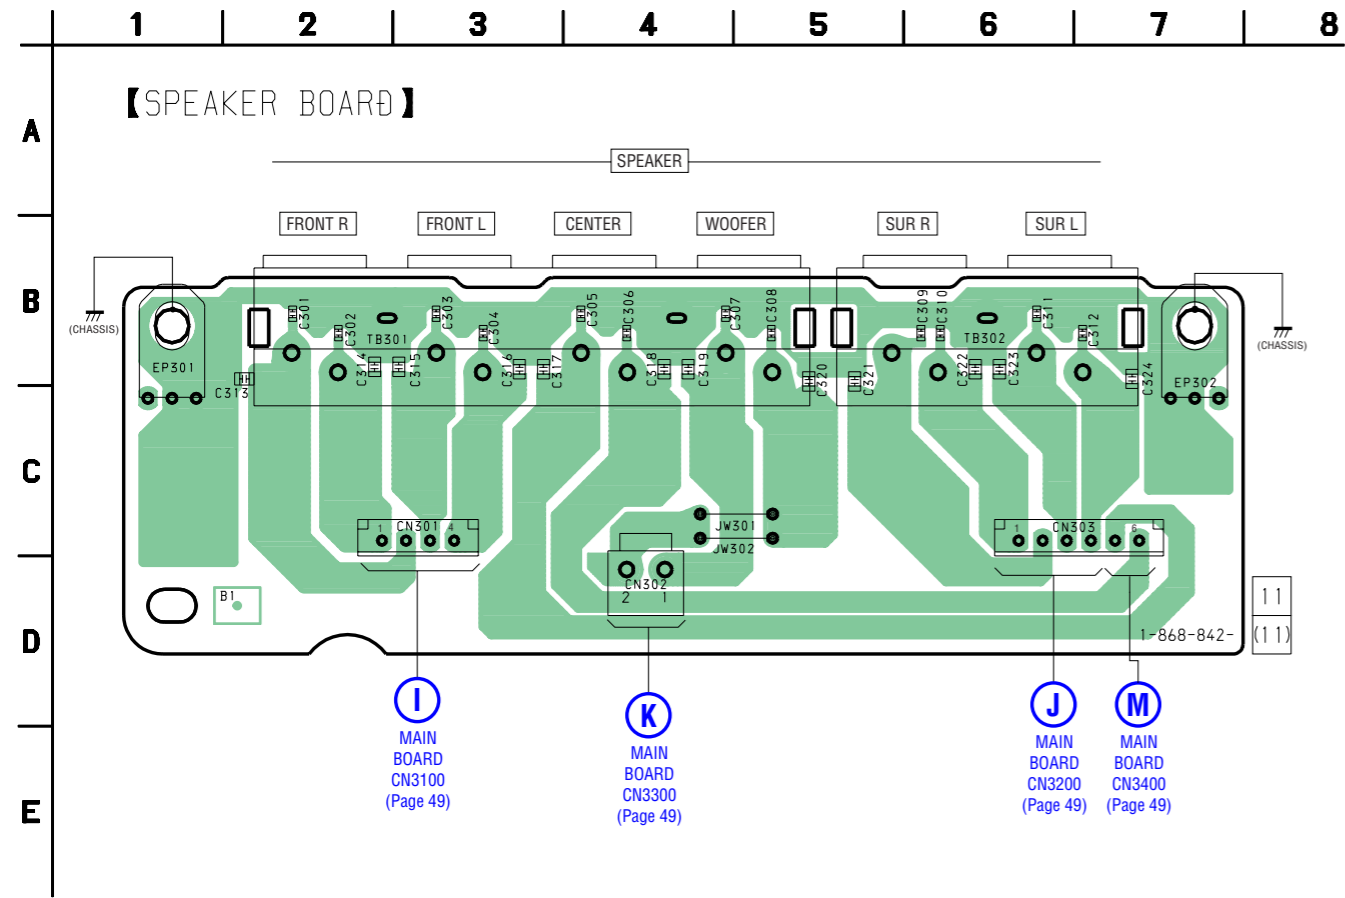 1 2 3 4 5 6 7 8
A
【SPEAKER BOARD】
SPEAKER
FRONT R FRONT L CENTER WOOFER SUR R SUR L
B
(CHASSIS)
(CHASSIS)
C301
C302
C303
C304
C305
C306
C307
C308
C309
C310
C311
C312
TB301
TB302
EP301
EP302
C313
C314
C315
C316
C317
C318
C319
C320
C321
C322
C323
C324
C
1 CN301 4
JW301
JW302
1 CN303 6
CN302
2 1
B1
D
1-868-842-
11
(11)
I
MAIN
BOARD
CN3100
(Page 49)
K
MAIN
BOARD
CN3300
(Page 49)
J
MAIN
BOARD
CN3200
(Page 49)
M
MAIN
BOARD
CN3400
(Page 49)
E